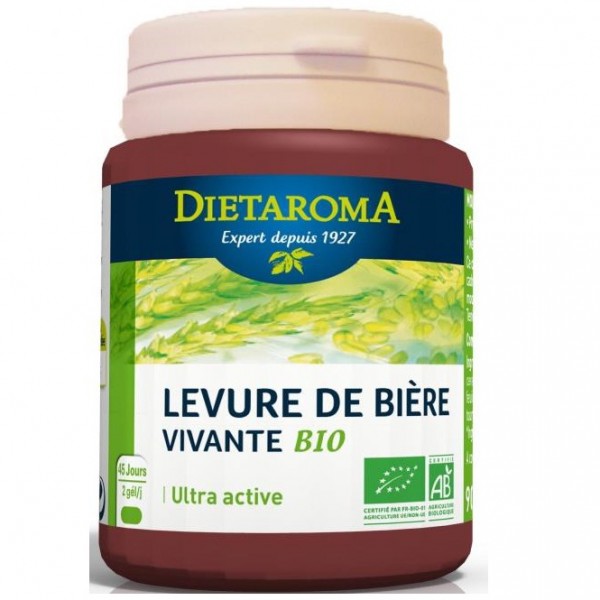 DIETAROMA
Expert depuis 1927
LEVURE DE BIÈRE
VIVANTE BIO
45 Jours
2 gél/j
Ultra active
CERTIFIÉ PAR FR-BIO-01
AGRICULTURE UE/NON-UE
CERTIFIÉ
AB
AGRICULTURE
BIOLOGIQUE